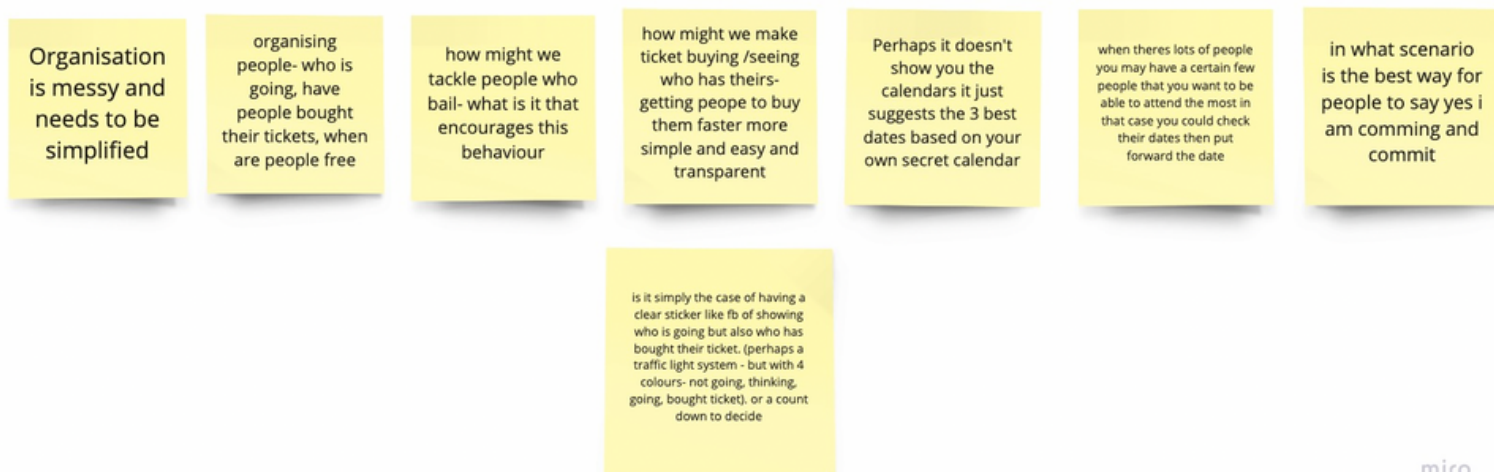 Organisation
is messy and
needs to be
simplified
organising
people- who is
going, have
people bought
their tickets, when
are people free
how might we
tackle people who
bail- what is it that
encourages this
behaviour
how might we make
ticket buying /seeing
who has theirs-
getting peope to buy
them faster more
simple and easy and
transparent
Perhaps it doesn't
show you the
calendars it just
suggests the 3 best
dates based on your
own secret calendar
when theres lots of people
you may have a certain few
people that you want to be
able to attend the most in
that case you could check
their dates then put
forward the date
in what scenario
is the best way for
people to say yes i
am comming and
commit
is it simply the case of having a
clear sticker like fb of showing
who is going but also who has
bought their ticket. (perhaps a
traffic light system - but with 4
colours- not going, thinking,
going, bought ticket). or a count
down to decide
miro